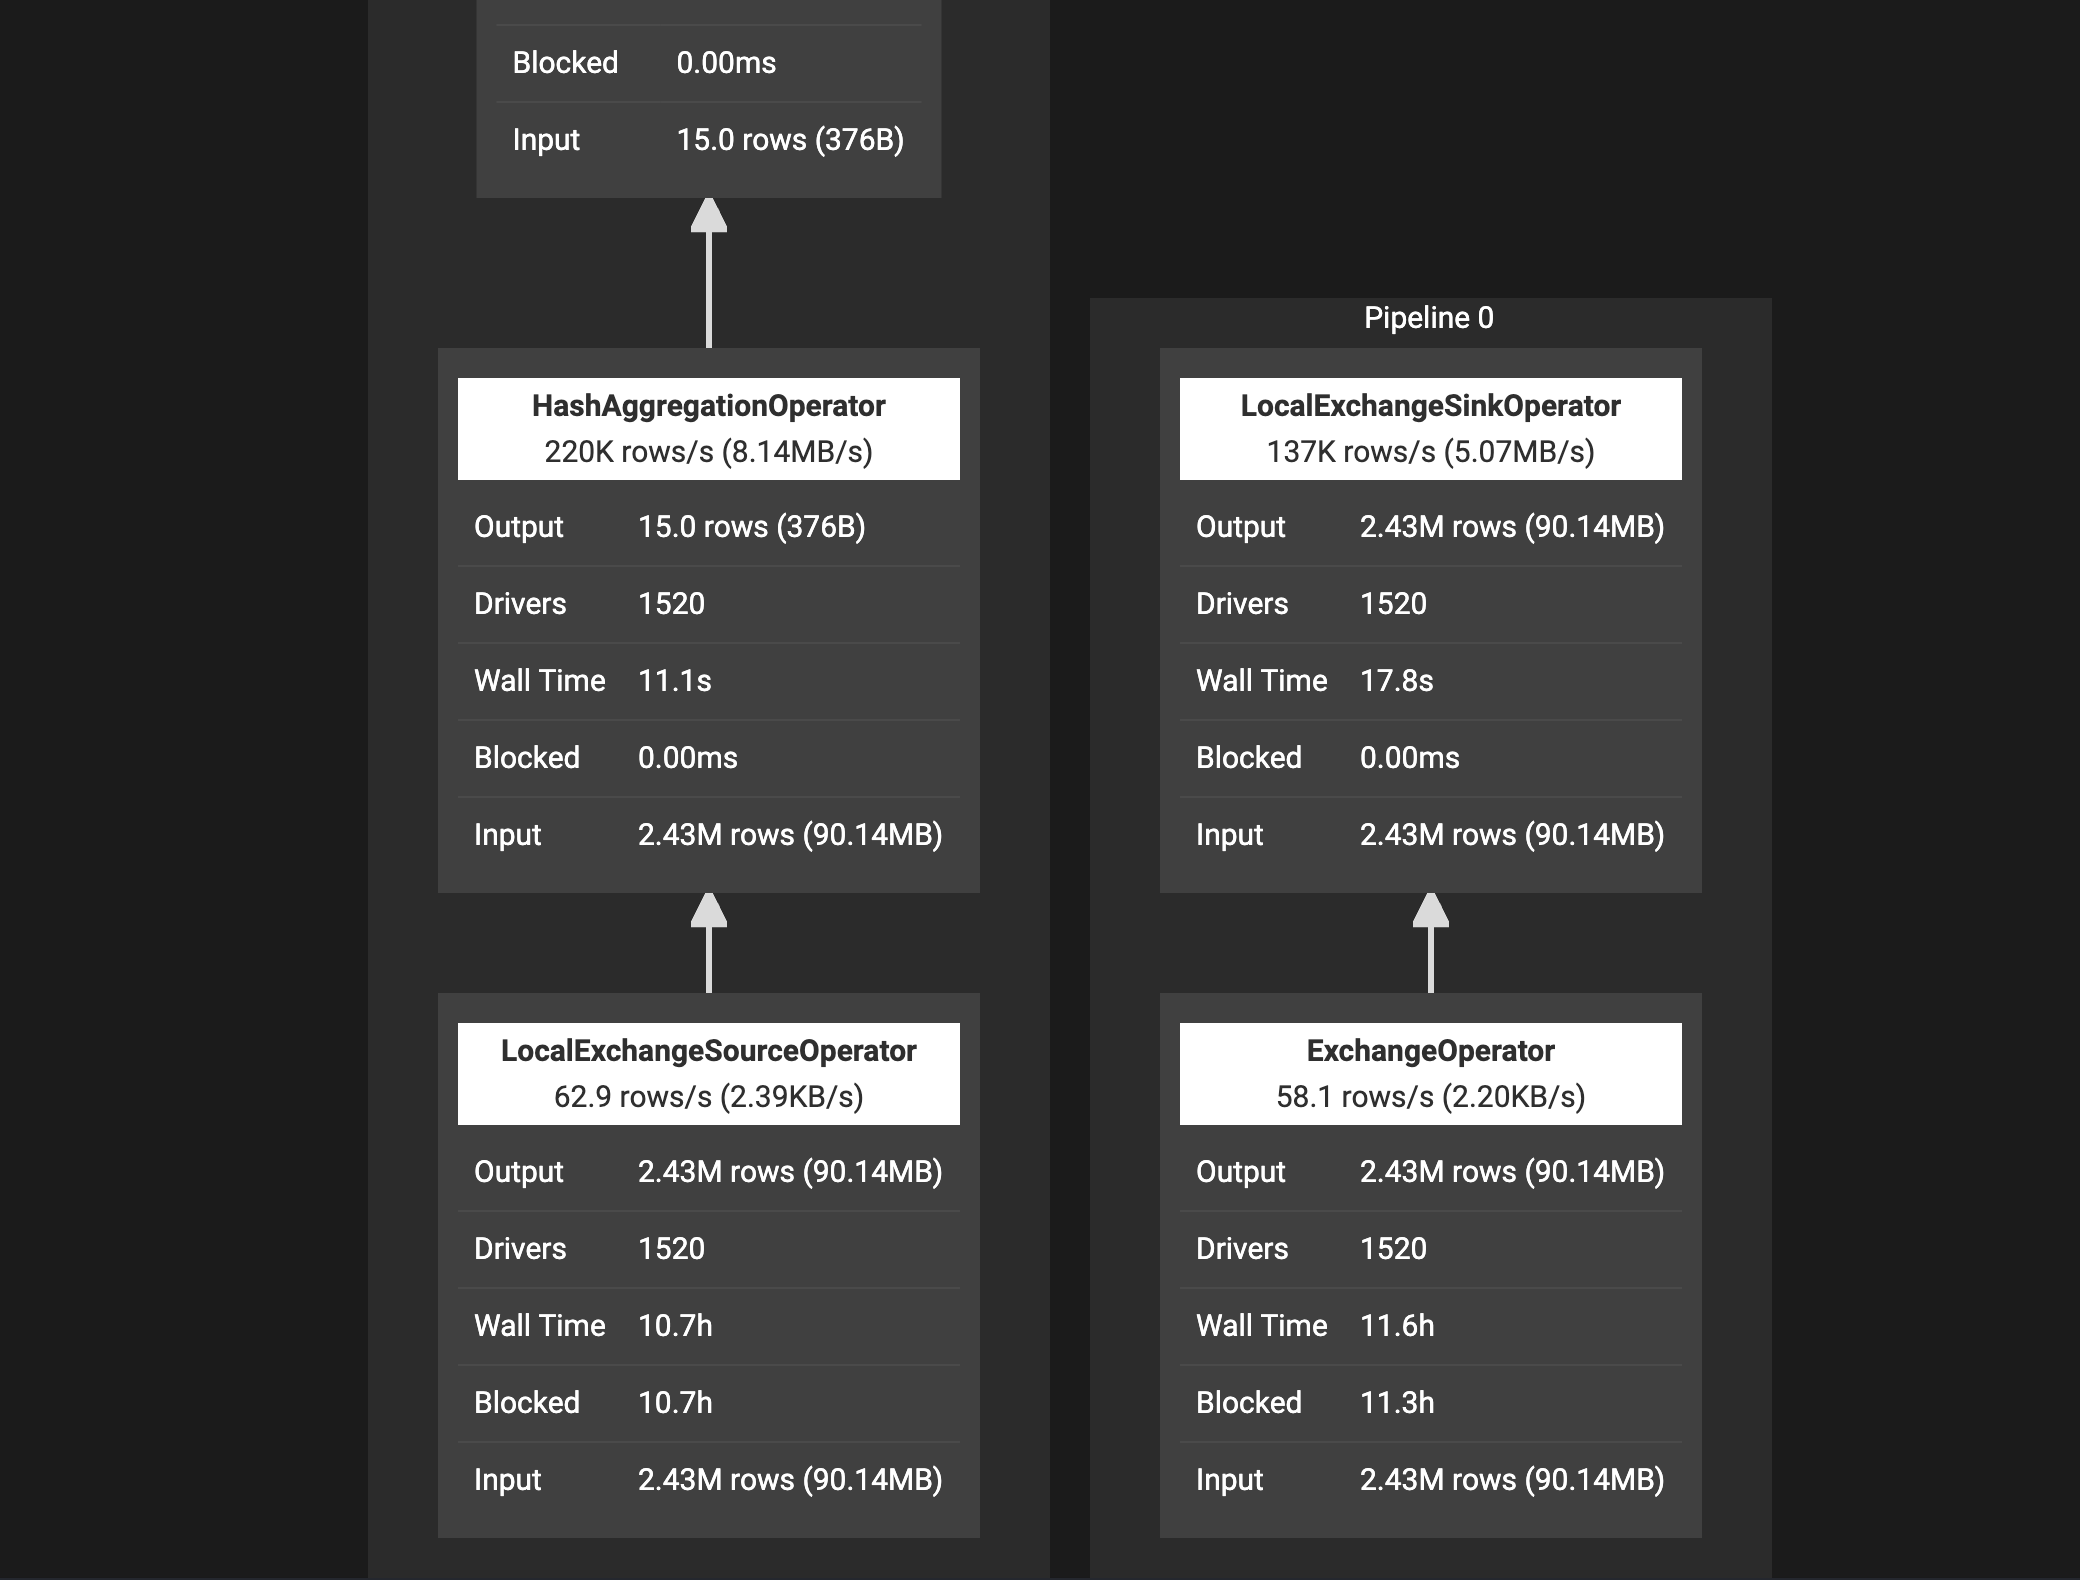 Blocked 0.00ms
Input 15.0 rows (376B)
HashAggregationOperator
220K rows/s (8.14MB/s)
Output 15.0 rows (376B)
Drivers 1520
Wall Time 11.1s
Blocked 0.00ms
Input 2.43M rows (90.14MB)
LocalExchangeSourceOperator
62.9 rows/s (2.39KB/s)
Output 2.43M rows (90.14MB)
Drivers 1520
Wall Time 10.7h
Blocked 10.7h
Input 2.43M rows (90.14MB)
Pipeline 0
LocalExchangeSinkOperator
137K rows/s (5.07MB/s)
Output 2.43M rows (90.14MB)
Drivers 1520
Wall Time 17.8s
Blocked 0.00ms
Input 2.43M rows (90.14MB)
ExchangeOperator
58.1 rows/s (2.20KB/s)
Output 2.43M rows (90.14MB)
Drivers 1520
Wall Time 11.6h
Blocked 11.3h
Input 2.43M rows (90.14MB)